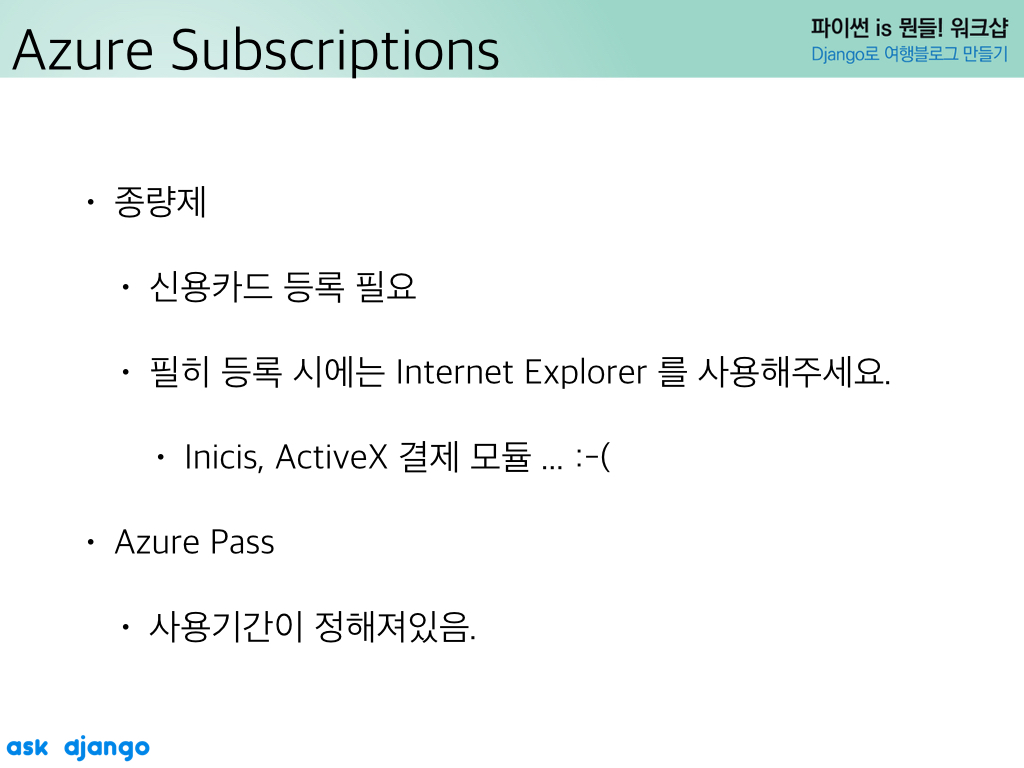 Azure Subscriptions
파이썬 is 뭔들! 워크샵
Django로 여행블로그 만들기
• 종량제
• 신용카드 등록 필요
• 필히 등록 시에는 Internet Explorer 를 사용해주세요.
• Inicis, ActiveX 결제 모듈 ... :-(
• Azure Pass
• 사용기간이 정해져있음.
ask django